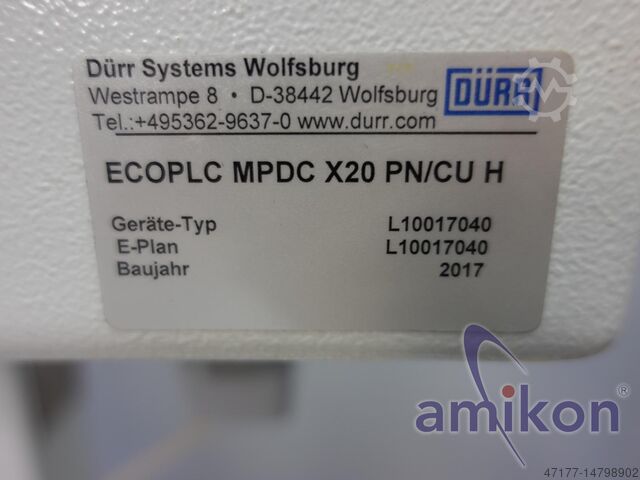 Dürr Systems Wolfsburg
Westrampe 8 • D-38442 Wolfsburg
DÜRR
Tel.:+495362-9637-0 www.durr.com
ECOPLC MPDC X20 PN/CU H
Geräte-Typ L10017040
E-Plan L10017040
Baujahr 2017
amikon®
47177-14798902